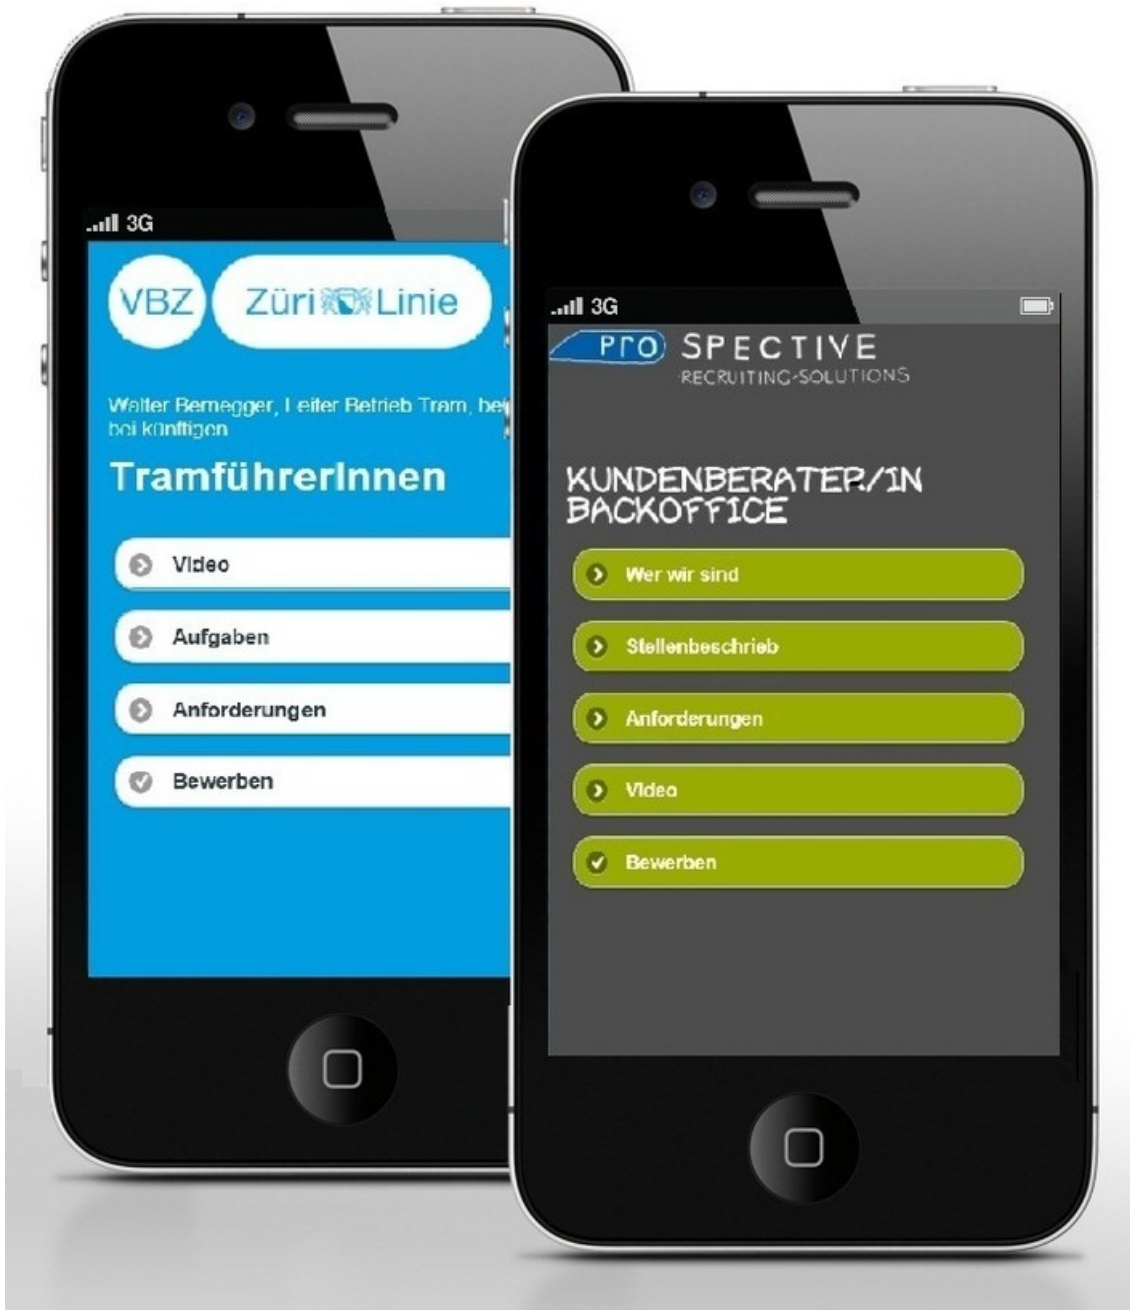 3G
VBZ Züri Linie
Walter Bernegger, Leiter Betrieb Tram,
bei künftigen
TramführerInnen
Video
Aufgaben
Anforderungen
Bewerben
3G
PrO SPECTIVE
RECRUITING-SOLUTIONS
KUNDENBERATER/IN
BACKOFFICE
Wer wir sind
Stellenbeschrieb
Anforderungen
Video
Bewerben